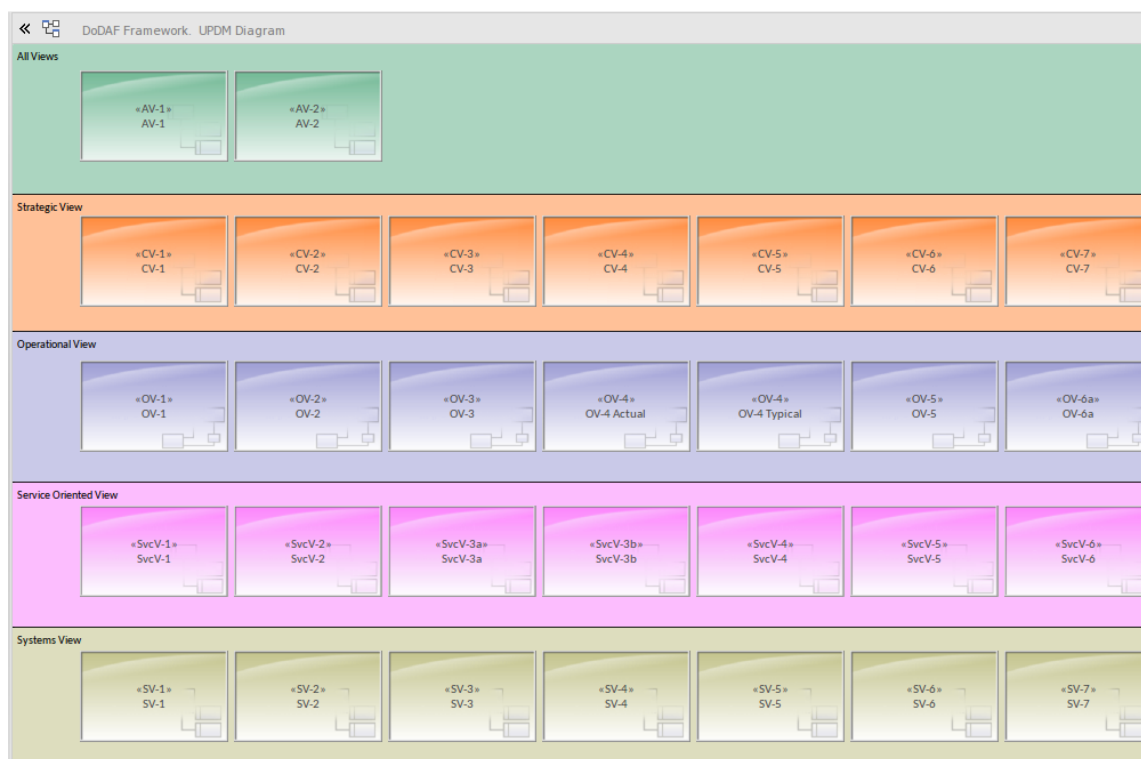 DoDAF Framework. UPDM Diagram
All Views
«AV-1» «AV-2»
AV-1 AV-2
Strategic View
«CV-1» «CV-2» «CV-3» «CV-4» «CV-5» «CV-6» «CV-7»
CV-1 CV-2 CV-3 CV-4 CV-5 CV-6 CV-7
Operational View
«OV-1» «OV-2» «OV-3» «OV-4» «OV-4» «OV-5» «OV-6a»
OV-1 OV-2 OV-3 OV-4 Actual OV-4 Typical OV-5 OV-6a
Service Oriented View
«SvcV-1» «SvcV-2» «SvcV-3a» «SvcV-3b» «SvcV-4» «SvcV-5» «SvcV-6»
SvcV-1 SvcV-2 SvcV-3a SvcV-3b SvcV-4 SvcV-5 SvcV-6
Systems View
«SV-1» «SV-2» «SV-3» «SV-4» «SV-5» «SV-6» «SV-7»
SV-1 SV-2 SV-3 SV-4 SV-5 SV-6 SV-7